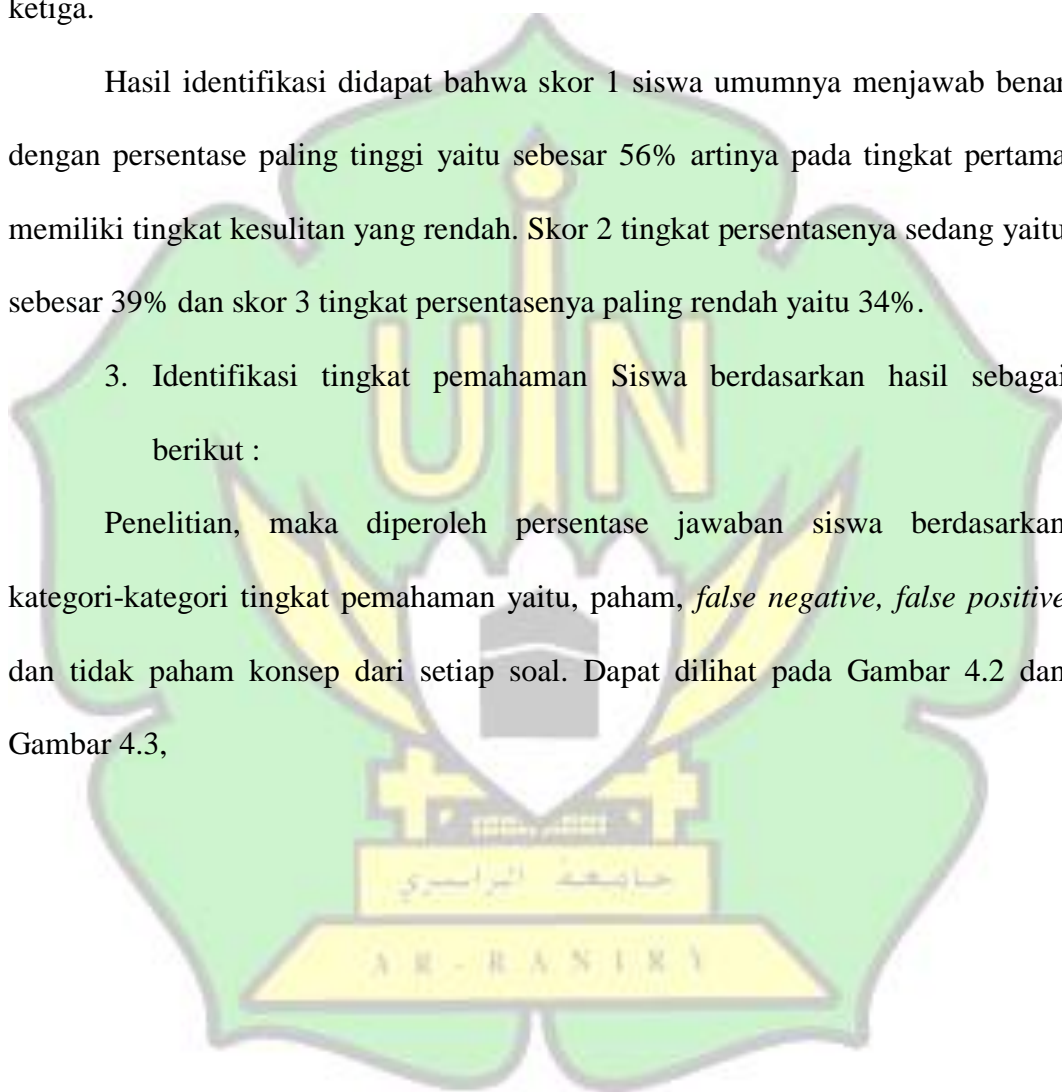 ketiga.
Hasil identifikasi didapat bahwa skor 1 siswa umumnya menjawab benar
dengan persentase paling tinggi yaitu sebesar 56% artinya pada tingkat pertama
memiliki tingkat kesulitan yang rendah. Skor 2 tingkat persentasenya sedang yaitu
sebesar 39% dan skor 3 tingkat persentasenya paling rendah yaitu 34%.
UIN
3. Identifikasi tingkat pemahaman Siswa berdasarkan hasil sebagai
berikut :
Penelitian, maka diperoleh persentase jawaban siswa berdasarkan
kategori-kategori tingkat pemahaman yaitu, paham, false negative, false positive
dan tidak paham konsep dari setiap soal. Dapat dilihat pada Gambar 4.2 dan
Gambar 4.3,
جامعة الرانيري
AR-RANIRY